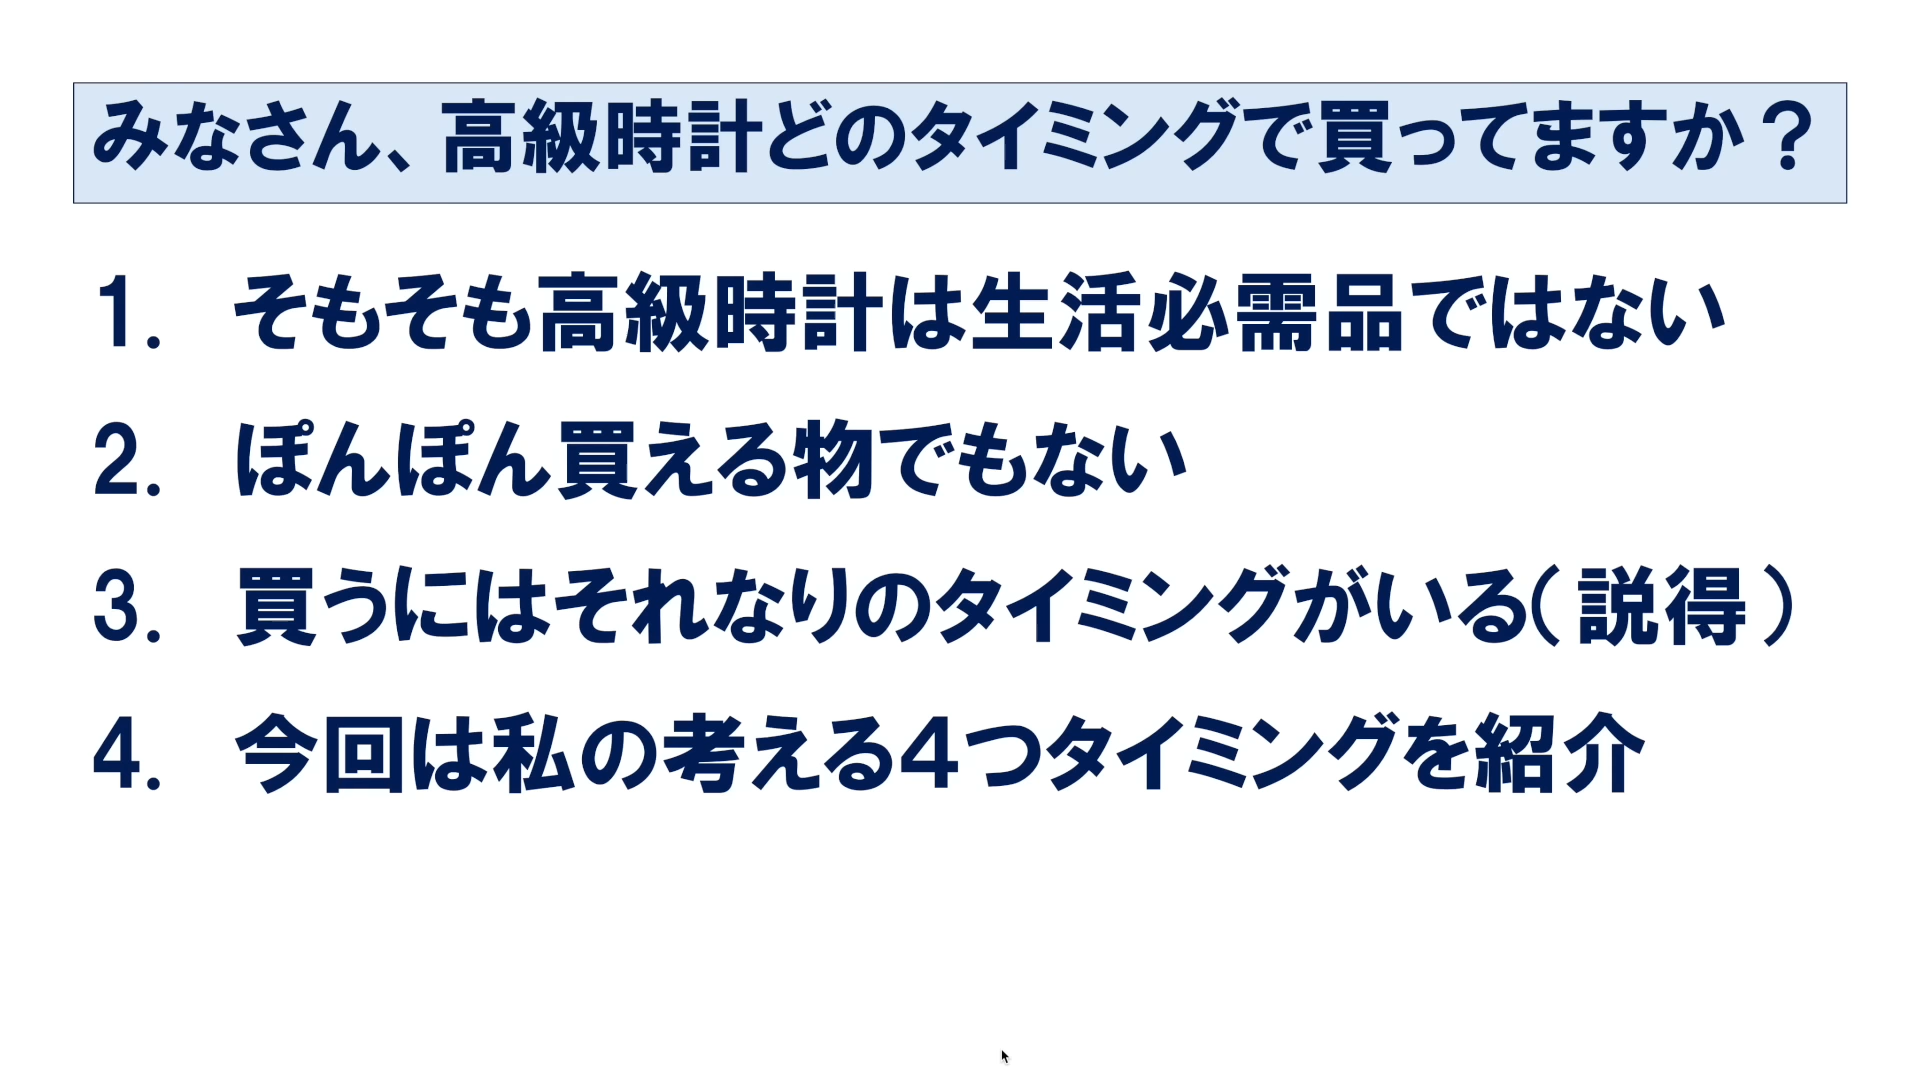 みなさん、高級時計どのタイミングで買ってますか？
1. そもそも高級時計は生活必需品ではない
2. ぽんぽん買える物でもない
3. 買うにはそれなりのタイミングがいる（説得）
4. 今回は私の考える４つタイミングを紹介